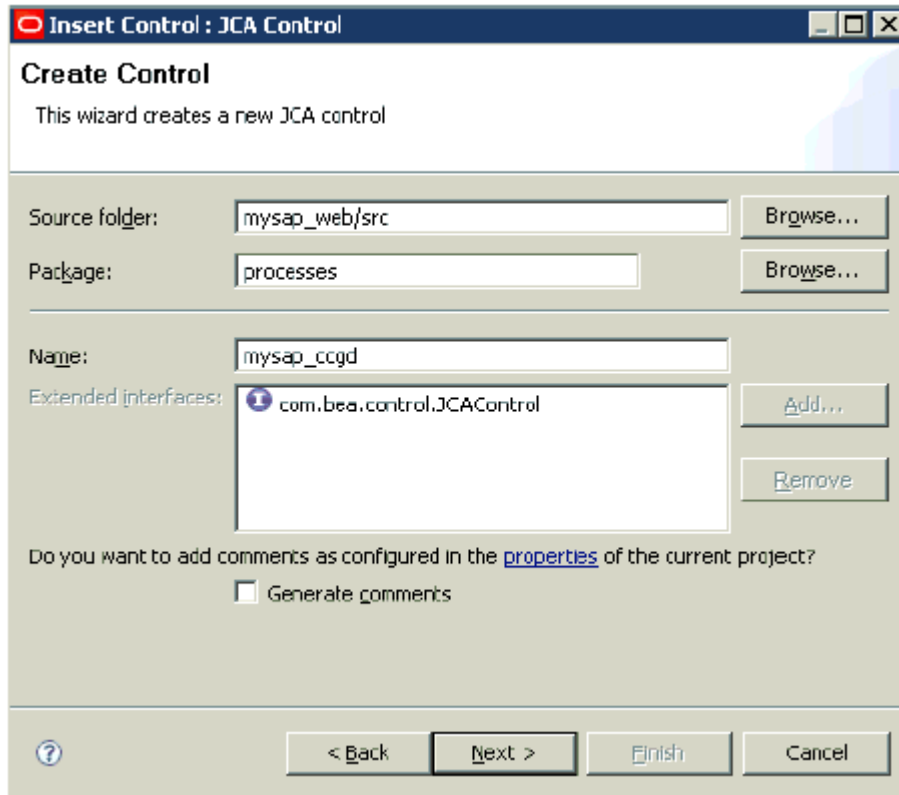 Insert Control : JCA Control
Create Control
This wizard creates a new JCA control
Source folder: mysap_web/src Browse...
Package: processes Browse...
Name: mysap_ccgd
Extended interfaces: com.bea.control.JCAControl Add...
Remove
Do you want to add comments as configured in the properties of the current project?
Generate comments
< Back Next > Finish Cancel